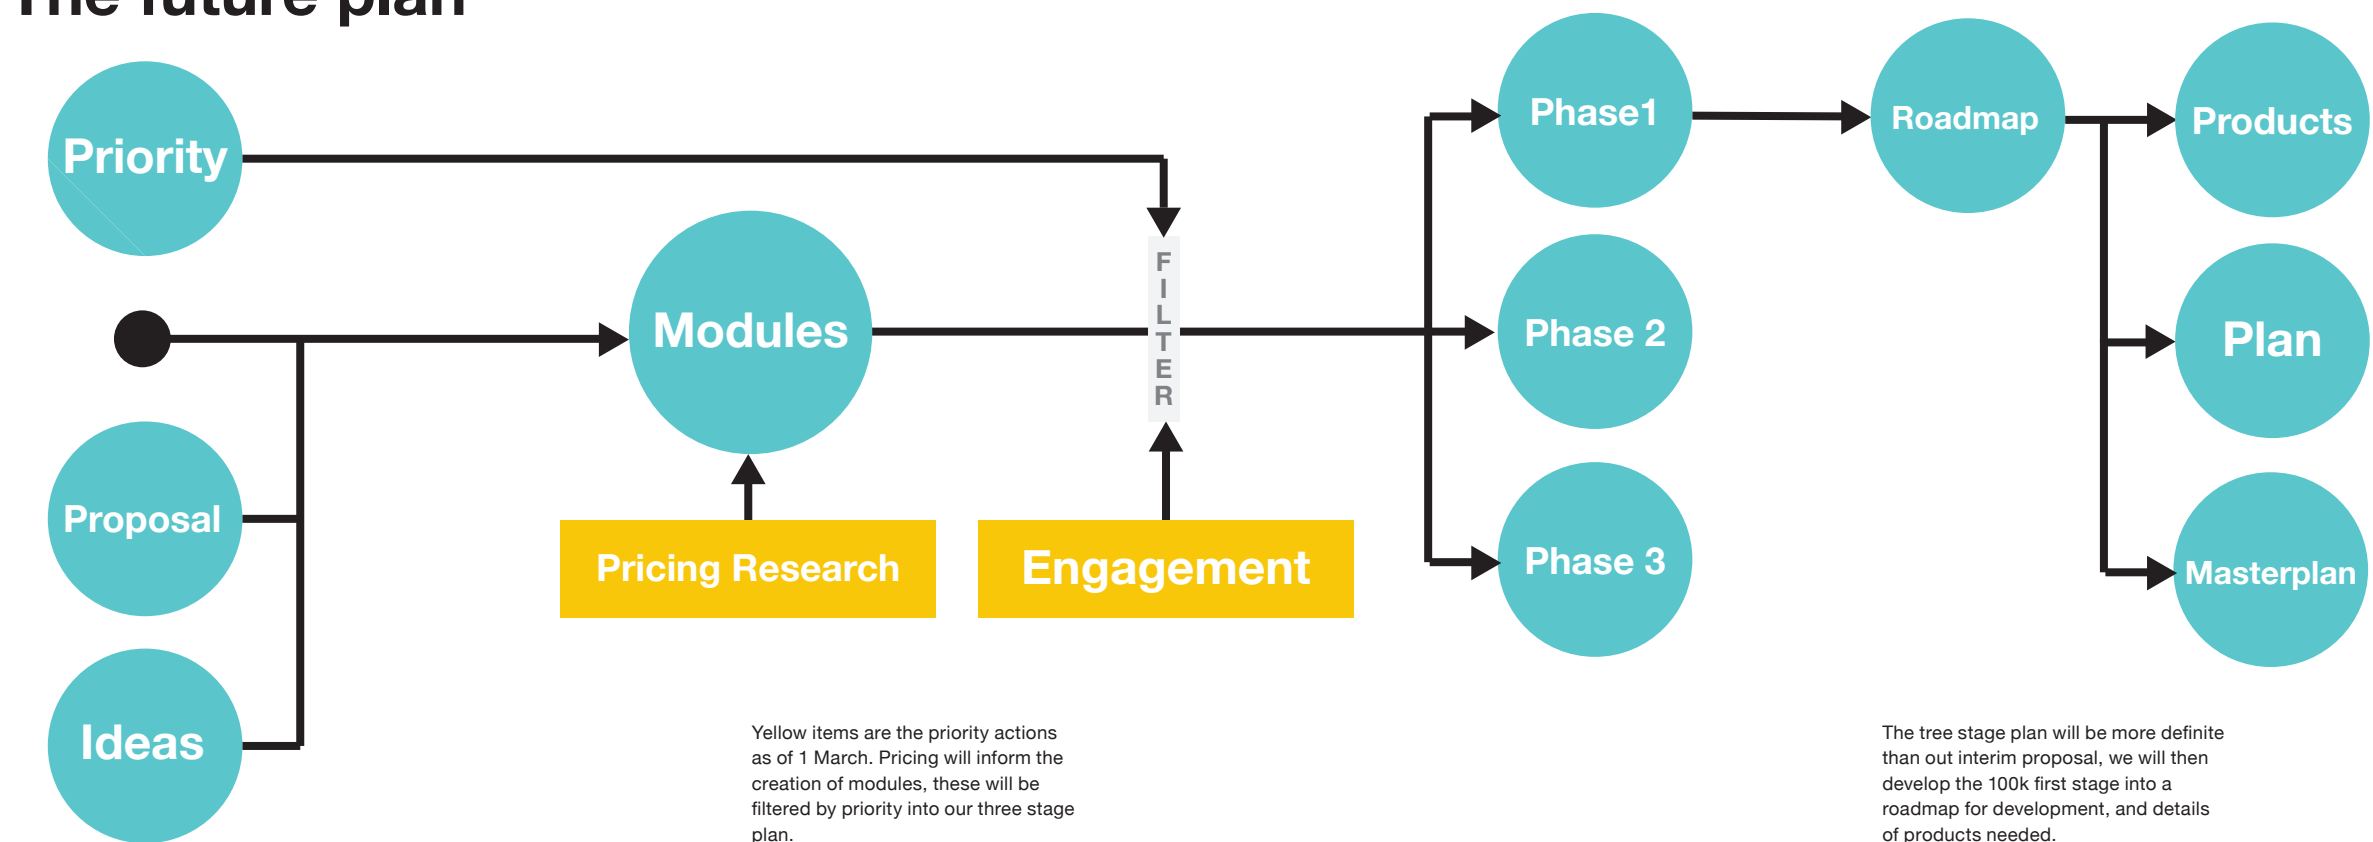 The future plan
Priority
Modules
Proposal
Ideas
Pricing Research
Engagement
FILTER
Phase1
Phase 2
Phase 3
Roadmap
Products
Plan
Masterplan
Yellow items are the priority actions
as of 1 March. Pricing will inform the
creation of modules, these will be
filtered by priority into our three stage
plan.
The tree stage plan will be more definite
than out interim proposal, we will then
develop the 100k first stage into a
roadmap for development, and details
of products needed.